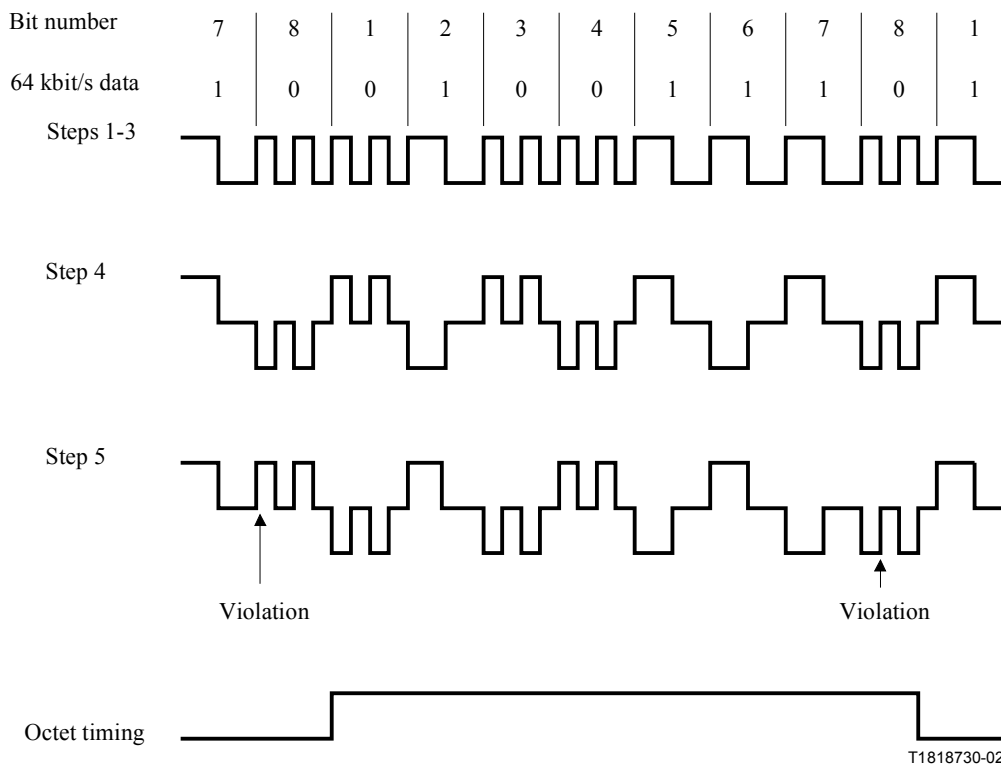 Bit number 7 8 1 2 3 4 5 6 7 8 1
64 kbit/s data 1 0 0 1 0 0 1 1 1 0 1
Steps 1-3
Step 4
Step 5
Violation Violation
Octet timing
T1818730-02